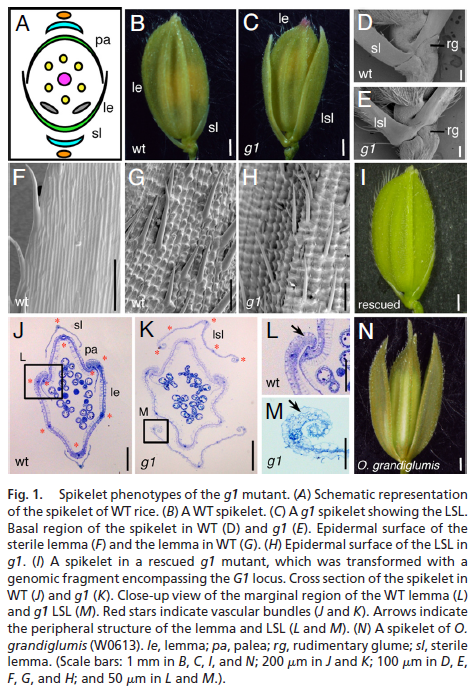 A
pa
le
sl
B
le
sl
wt
C
le
lsl
g1
D
sl
rg
wt
E
lsl
rg
g1
F
wt
G
wt
H
g1
I
rescued
J
sl
pa
L
le
wt
K
lsl
M
g1
L
wt
M
g1
N
O. grandiglumis
Fig. 1. Spikelet phenotypes of the g1 mutant. (A) Schematic representation
of the spikelet of WT rice. (B) A WT spikelet. (C) A g1 spikelet showing the LSL.
Basal region of the spikelet in WT (D) and g1 (E). Epidermal surface of the
sterile lemma (F) and the lemma in WT (G). (H) Epidermal surface of the LSL in
g1. (I) A spikelet in a rescued g1 mutant, which was transformed with a
genomic fragment encompassing the G1 locus. Cross section of the spikelet in
WT (J) and g1 (K). Close-up view of the marginal region of the WT lemma (L)
and g1 LSL (M). Red stars indicate vascular bundles (J and K). Arrows indicate
the peripheral structure of the lemma and LSL (L and M). (N) A spikelet of O.
grandiglumis (W0613). le, lemma; pa, palea; rg, rudimentary glume; sl, sterile
lemma. (Scale bars: 1 mm in B, C, I, and N; 200 μm in J and K; 100 μm in D, E,
F, G, and H; and 50 μm in L and M.).